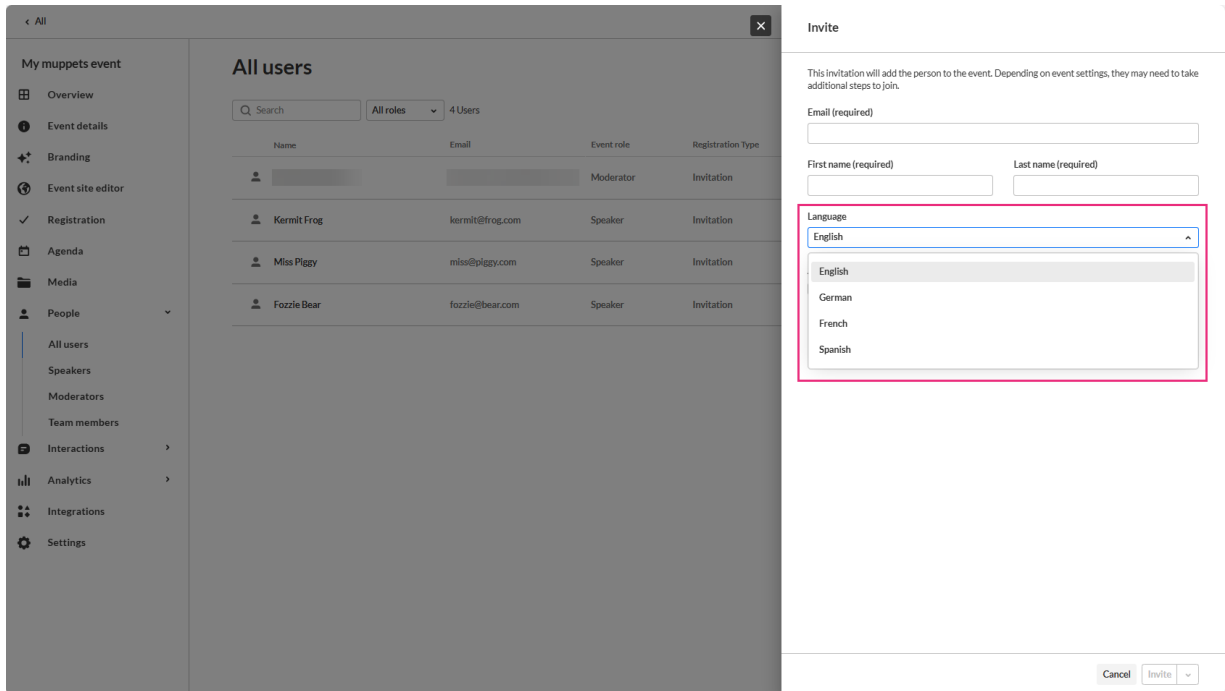 All
My muppets event
Overview
Event details
Branding
Event site editor
Registration
Agenda
Media
People
All users
Speakers
Moderators
Team members
Interactions
Analytics
Integrations
Settings
All users
Search All roles 4 Users
Name Email Event role Registration Type
Moderator Invitation
Kermit Frog kermit@frog.com Speaker Invitation
Miss Piggy miss@piggy.com Speaker Invitation
Fozzie Bear fozzie@bear.com Speaker Invitation
Invite
This invitation will add the person to the event. Depending on event settings, they may need to take
additional steps to join.
Email (required)
First name (required) Last name (required)
Language
English
English
German
French
Spanish
Cancel Invite